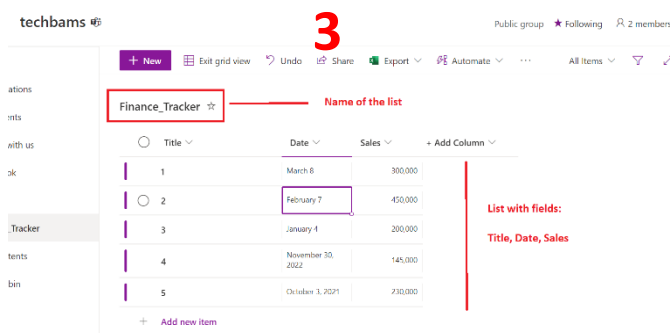 techbams
3
Public group ★ Following 2 members
+ New Exit grid view Undo Share Export Automate ... All Items
ations
Finance_Tracker ☆
Name of the list
ents
with us
Title Date Sales + Add Column
ok
1 March 8 300,000
2 February 7 450,000
List with fields:
_Tracker
3 January 4 200,000
Title, Date, Sales
tents
4 November 30, 2022 145,000
bin
5 October 3, 2021 230,000
+ Add new item